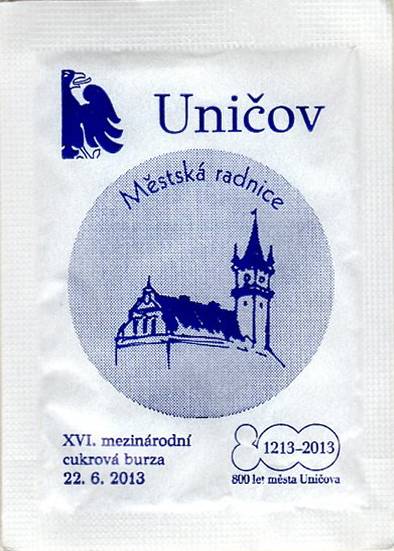 Uničov
Městská radnice
XVI. mezinárodní
cukrová burza
22. 6. 2013
1213–2013
800 let města Uničova